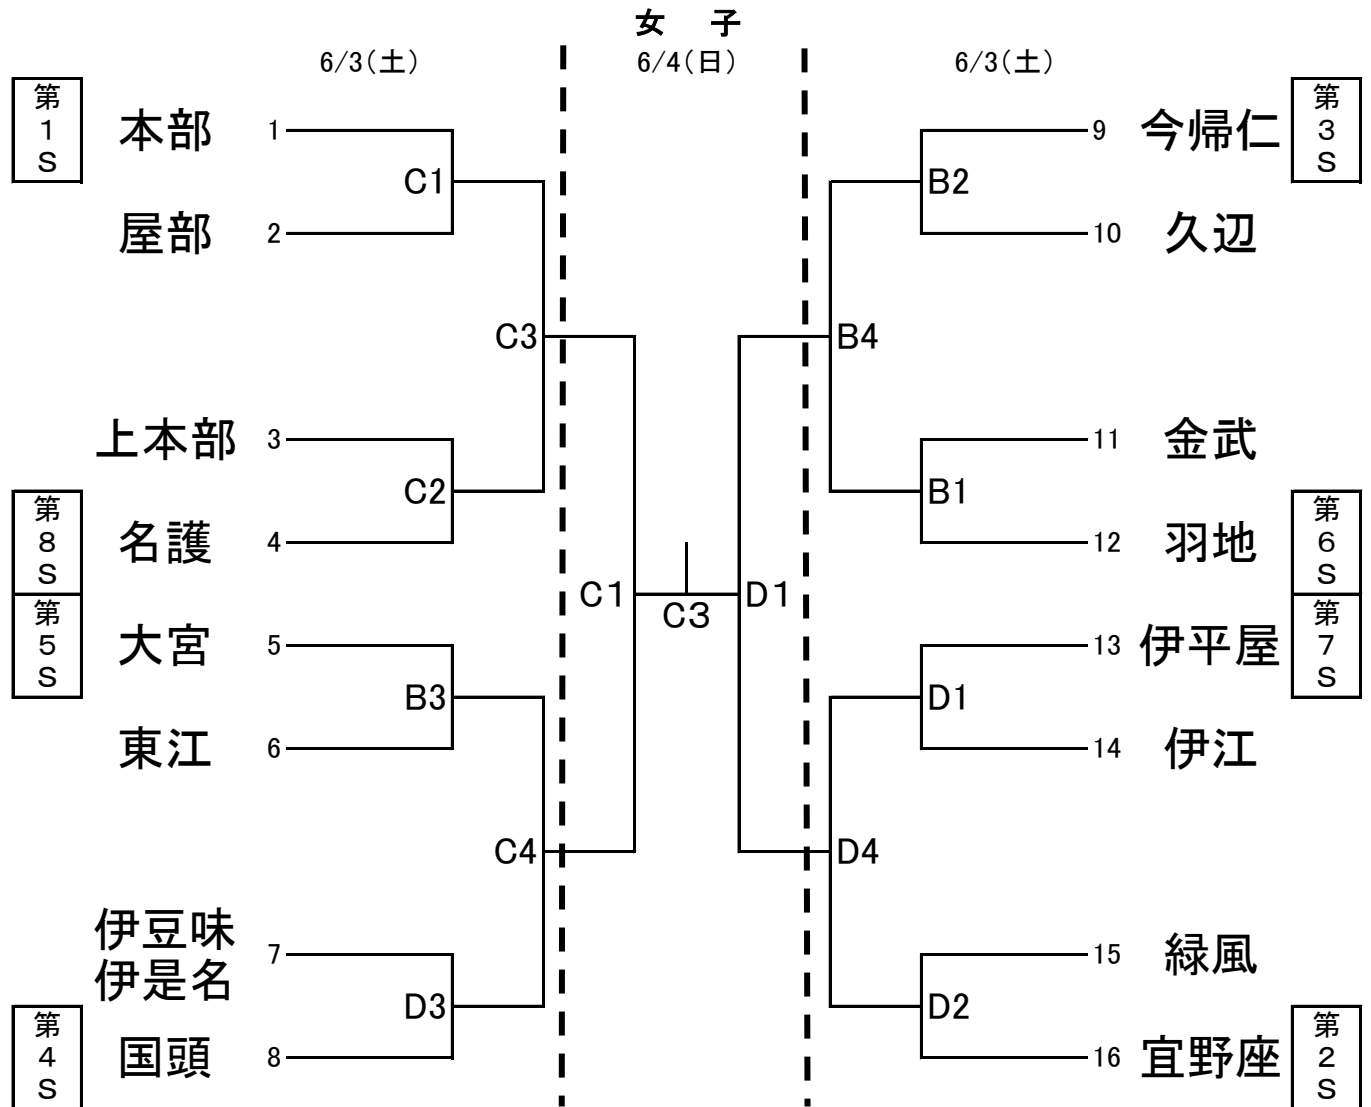 女　子
6/3(土)
6/4(日)
6/3(土)
第1S
本部 1
C1
屋部 2
C3
上本部 3
C2
第8S
名護 4
第5S
大宮 5
B3
東江 6
C4
伊豆味
伊是名
7
D3
第4S
国頭 8
C1
C3
D1
9 今帰仁
第3S
B2
10 久辺
B4
11 金武
B1
12 羽地
第6S
13 伊平屋
第7S
D1
14 伊江
D4
15 緑風
D2
16 宜野座
第2S